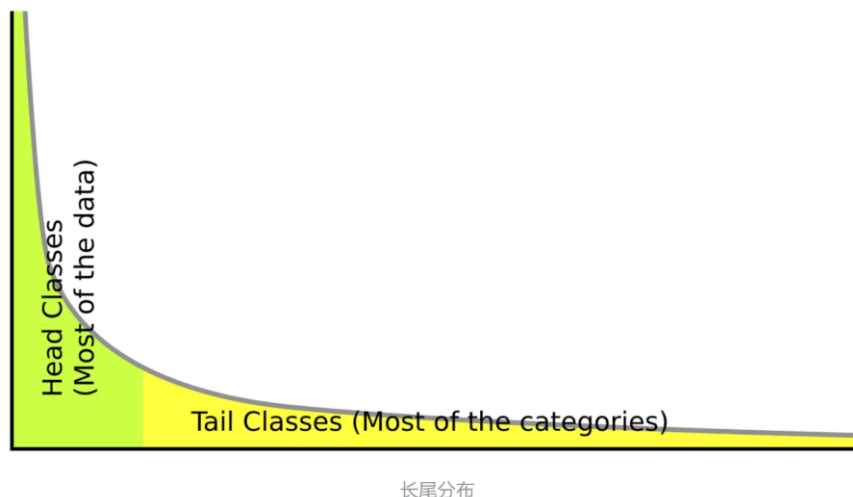 Head Classes
(Most of the data)
Tail Classes (Most of the categories)
长尾分布